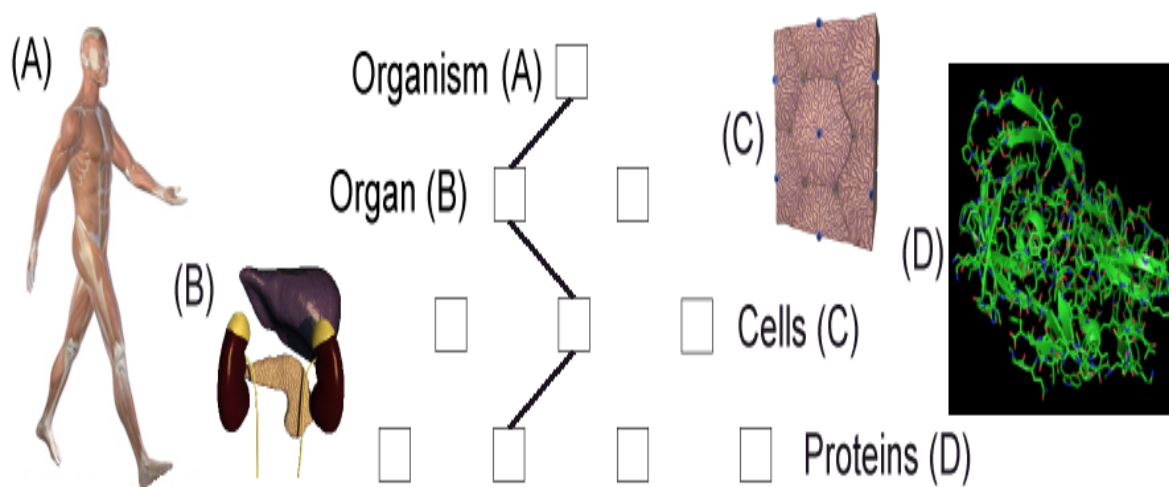 (A)
Organism (A)
(C)
Organ (B)
(D)
(B)
Cells (C)
Proteins (D)